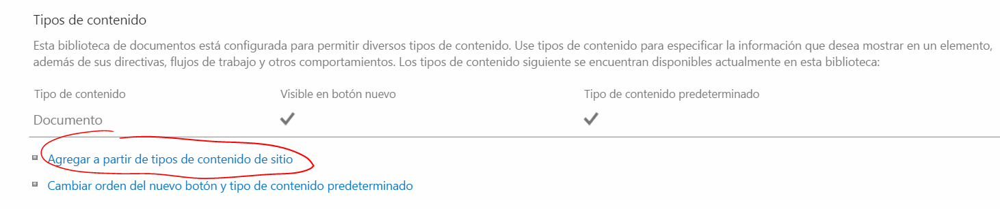 Tipos de contenido
Esta biblioteca de documentos está configurada para permitir diversos tipos de contenido. Use tipos de contenido para especificar la información que desea mostrar en un elemento,
además de sus directivas, flujos de trabajo y otros comportamientos. Los tipos de contenido siguiente se encuentran disponibles actualmente en esta biblioteca:
Tipo de contenido Visible en botón nuevo Tipo de contenido predeterminado
Documento
Agregar a partir de tipos de contenido de sitio
Cambiar orden del nuevo botón y tipo de contenido predeterminado